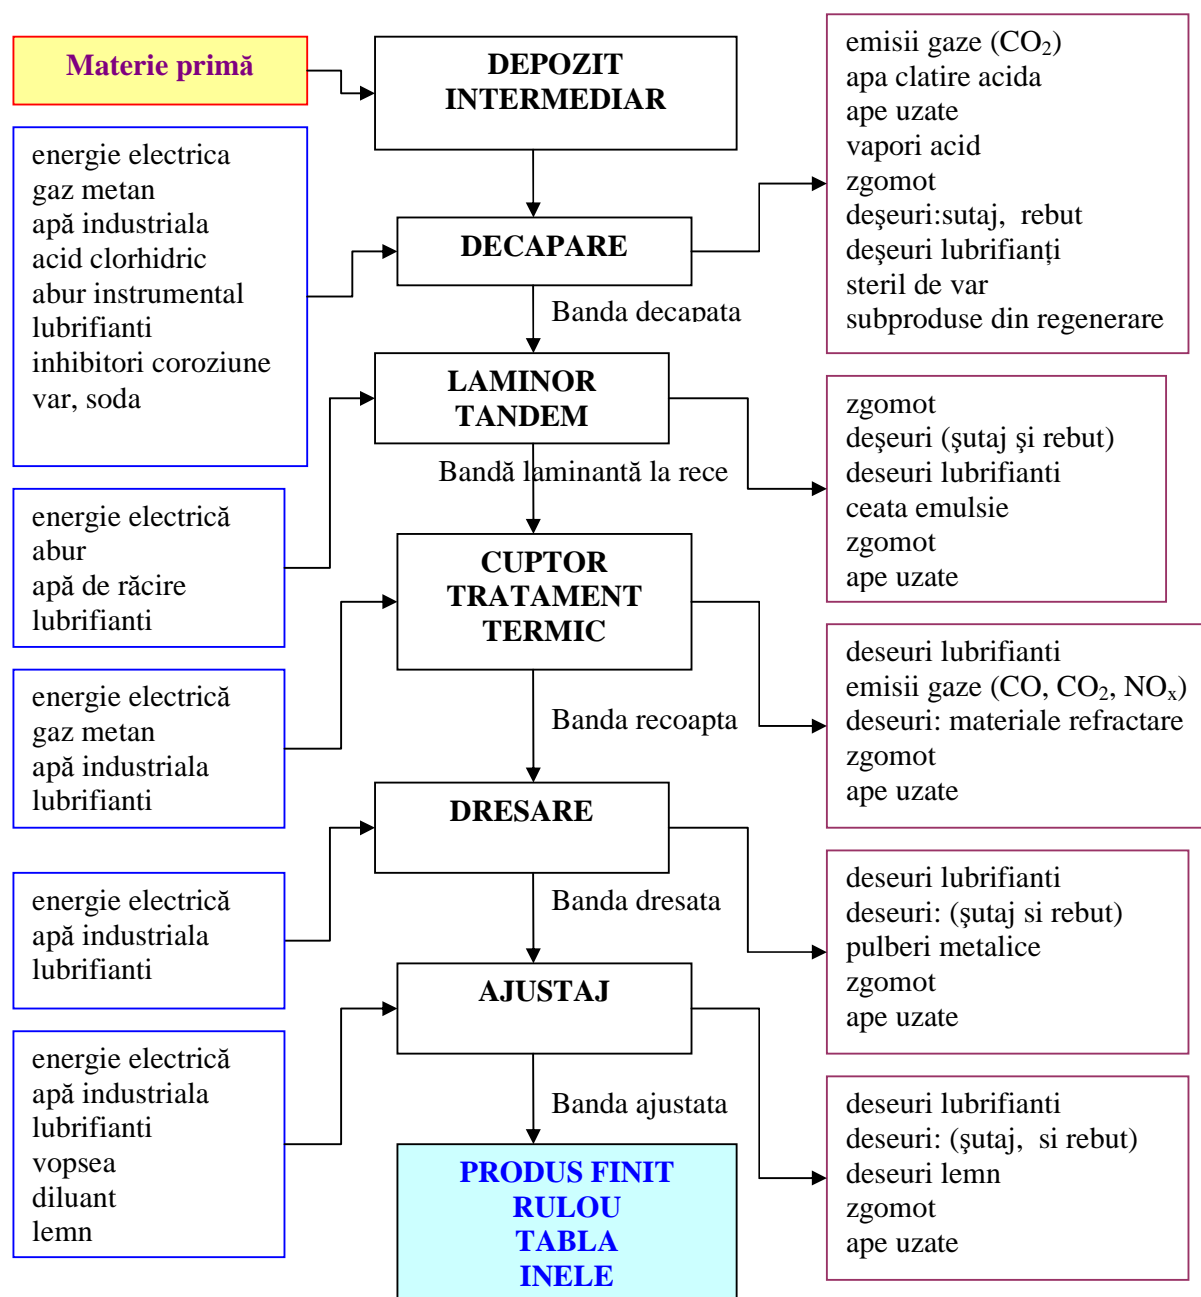 Materie primă
DEPOZIT
INTERMEDIAR
emisii gaze (CO₂)
apa clatire acida
ape uzate
vapori acid
zgomot
deşeuri:sutaj, rebut
deşeuri lubrifianţi
steril de var
subproduse din regenerare
energie electrica
gaz metan
apă industriala
acid clorhidric
abur instrumental
lubrifianti
inhibitori coroziune
var, soda
DECAPARE
Banda decapata
LAMINOR
TANDEM
zgomot
deşeuri (şutaj şi rebut)
deseuri lubrifianti
ceata emulsie
zgomot
ape uzate
Bandă laminantă la rece
energie electrică
abur
apă de răcire
lubrifianti
CUPTOR
TRATAMENT
TERMIC
deseuri lubrifianti
emisii gaze (CO, CO₂, NOₓ)
deseuri: materiale refractare
zgomot
ape uzate
energie electrică
gaz metan
apă industriala
lubrifianti
Banda recoapta
DRESARE
deseuri lubrifianti
deseuri: (şutaj si rebut)
pulberi metalice
zgomot
ape uzate
energie electrică
apă industriala
lubrifianti
Banda dresata
AJUSTAJ
energie electrică
apă industriala
lubrifianti
vopsea
diluant
lemn
Banda ajustata
deseuri lubrifianti
deseuri: (şutaj, si rebut)
deseuri lemn
zgomot
ape uzate
PRODUS FINIT
RULOU
TABLA
INELE